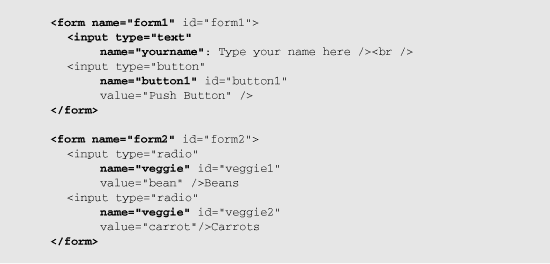 <form name="form1" id="form1">
<input type="text"
name="yourname": Type your name here /><br />
<input type="button"
name="button1" id="button1"
value="Push Button" />
</form>
<form name="form2" id="form2">
<input type="radio"
name="veggie" id="veggie1"
value="bean" />Beans
<input type="radio"
name="veggie" id="veggie2"
value="carrot"/>Carrots
</form>